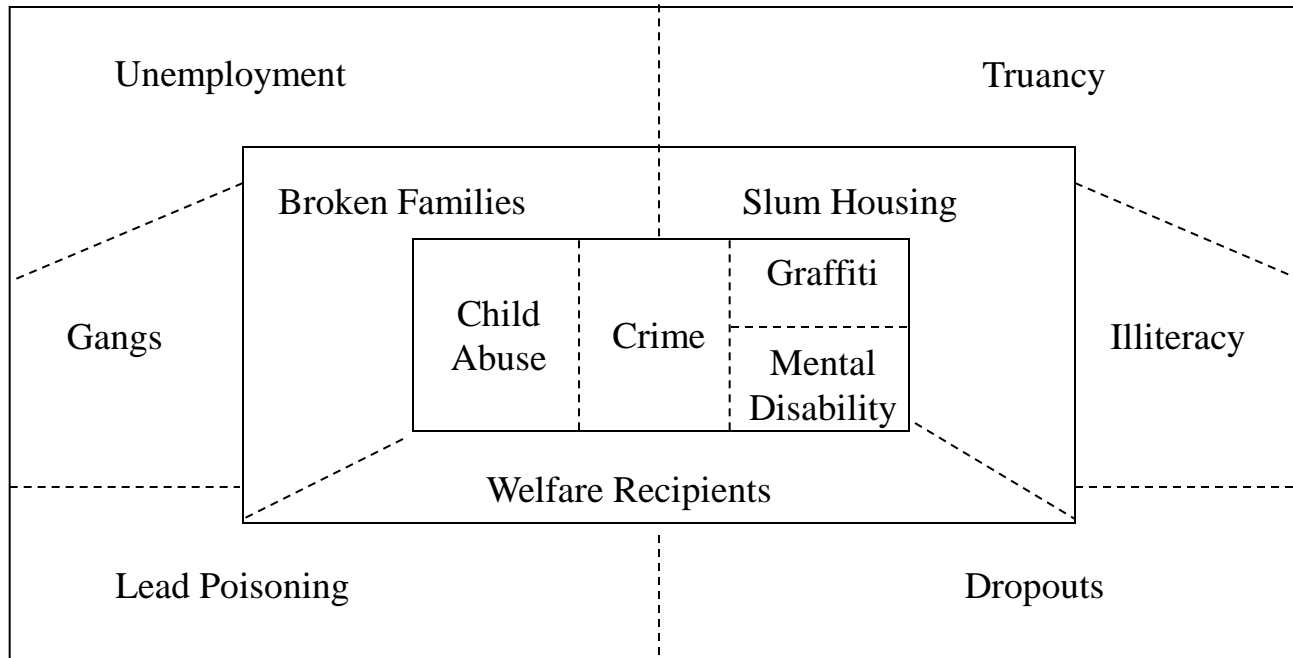 Unemployment
Truancy
Broken Families
Slum Housing
Gangs
Child
Abuse
Crime
Graffiti
Mental
Disability
Illiteracy
Welfare Recipients
Lead Poisoning
Dropouts